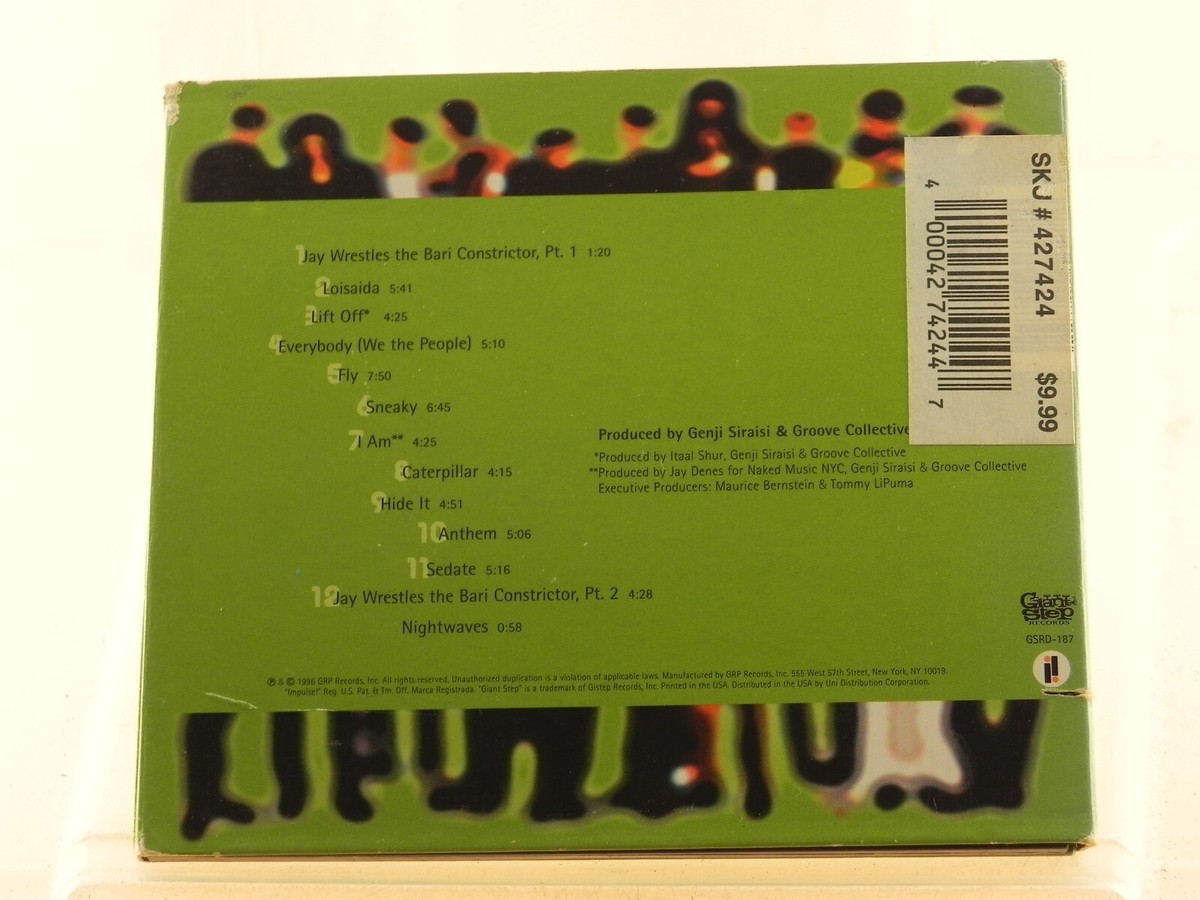 1 Jay Wrestles the Bari Constrictor, Pt. 1 1:20
2 Loisaida 5:41
3 Lift Off* 4:25
4 Everybody (We the People) 5:10
5 Fly 7:50
6 Sneaky 6:45
7 I Am** 4:25
8 Caterpillar 4:15
9 Hide It 4:51
10 Anthem 5:06
11 Sedate 5:16
12 Jay Wrestles the Bari Constrictor, Pt. 2 4:28
Nightwaves 0:58
Produced by Genji Siraisi & Groove Collective
*Produced by Itaal Shur, Genji Siraisi & Groove Collective
**Produced by Jay Denes for Naked Music NYC, Genji Siraisi & Groove Collective
Executive Producers: Maurice Bernstein & Tommy LiPuma
SKU # 427424 $9.99
4 00042 74244 7
Giant Step
RECORDS
GSRD-187
℗ & © 1996 GRP Records, Inc. All rights reserved. Unauthorized duplication is a violation of applicable laws. Manufactured by GRP Records, Inc. 555 West 57th Street, New York, NY 10019.
"Impulse!" Reg. U.S. Pat. & Tm. Off. Marca Registrada. "Giant Step" is a trademark of Gistep Records, Inc. Printed in the USA. Distributed in the USA by Uni Distribution Corporation.